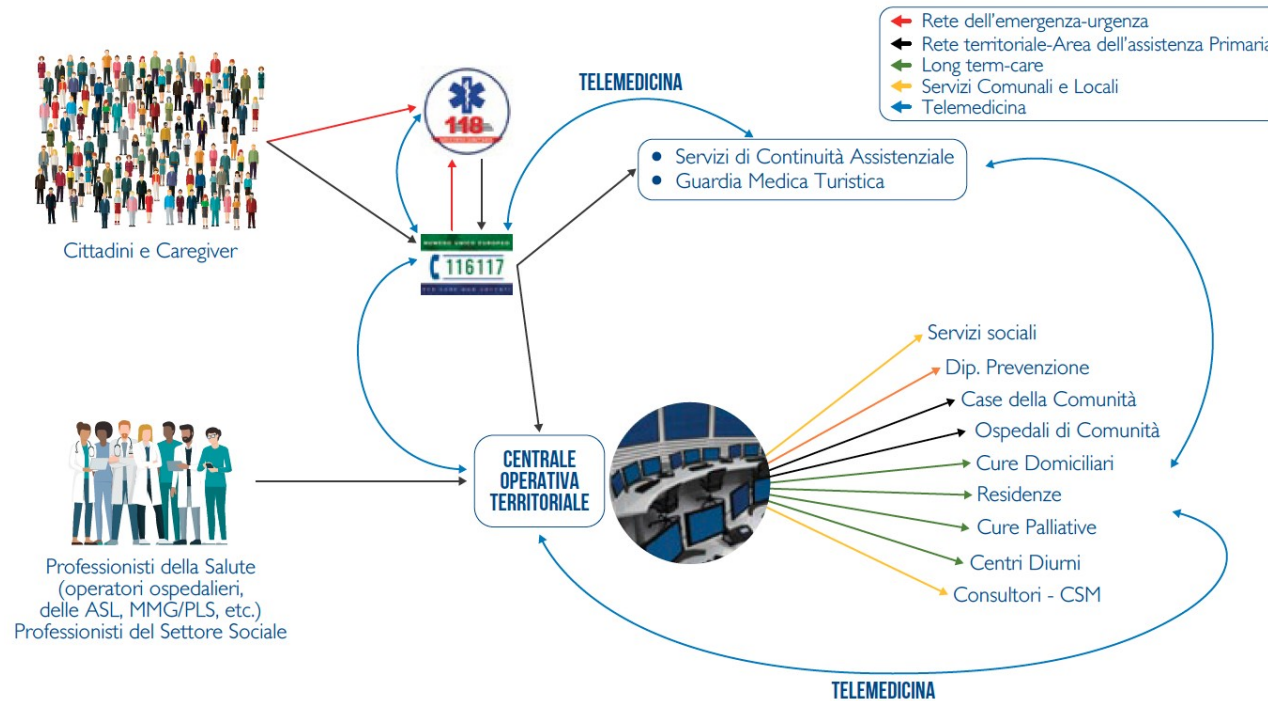 Rete dell'emergenza-urgenza
Rete territoriale-Area dell'assistenza Primaria
Long term-care
Servizi Comunali e Locali
Telemedicina
TELEMEDICINA
118
• Servizi di Continuità Assistenziale
• Guardia Medica Turistica
Cittadini e Caregiver
NUMERO UNICO EUROPEO
116117
Servizi sociali
Dip. Prevenzione
Case della Comunità
Ospedali di Comunità
Cure Domiciliari
Residenze
Cure Palliative
Centri Diurni
Consultori - CSM
CENTRALE
OPERATIVA
TERRITORIALE
Professionisti della Salute
(operatori ospedalieri,
delle ASL, MMG/PLS, etc.)
Professionisti del Settore Sociale
TELEMEDICINA